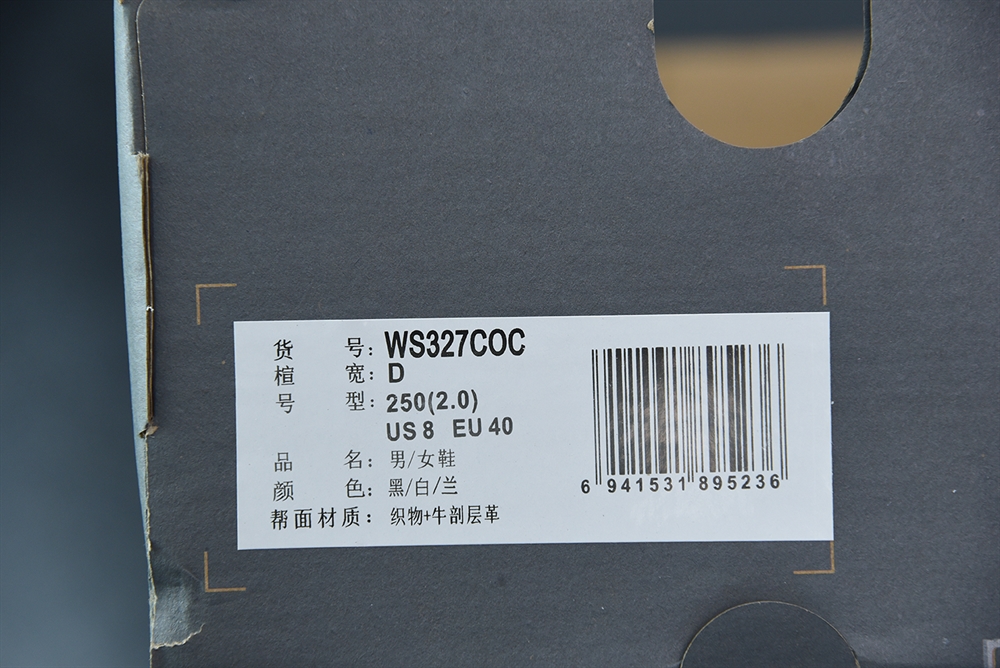 货 号：WS327COC
楦 宽：D
号 型：250(2.0)
US 8 EU 40
品 名：男/女鞋
颜 色：黑/白/兰
帮面材质：织物+牛剖层革
6 941531 895236